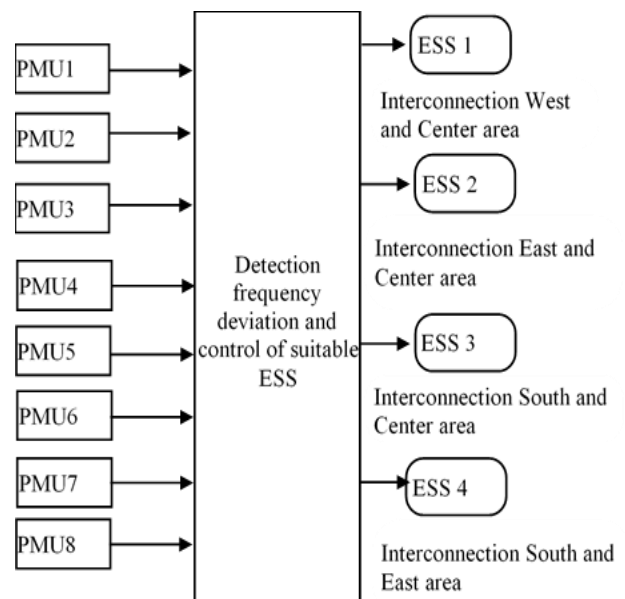 PMU1
PMU2
PMU3
PMU4
PMU5
PMU6
PMU7
PMU8
Detection
frequency
deviation and
control of suitable
ESS
ESS 1
Interconnection West
and Center area
ESS 2
Interconnection East and
Center area
ESS 3
Interconnection South and
Center area
ESS 4
Interconnection South and
East area